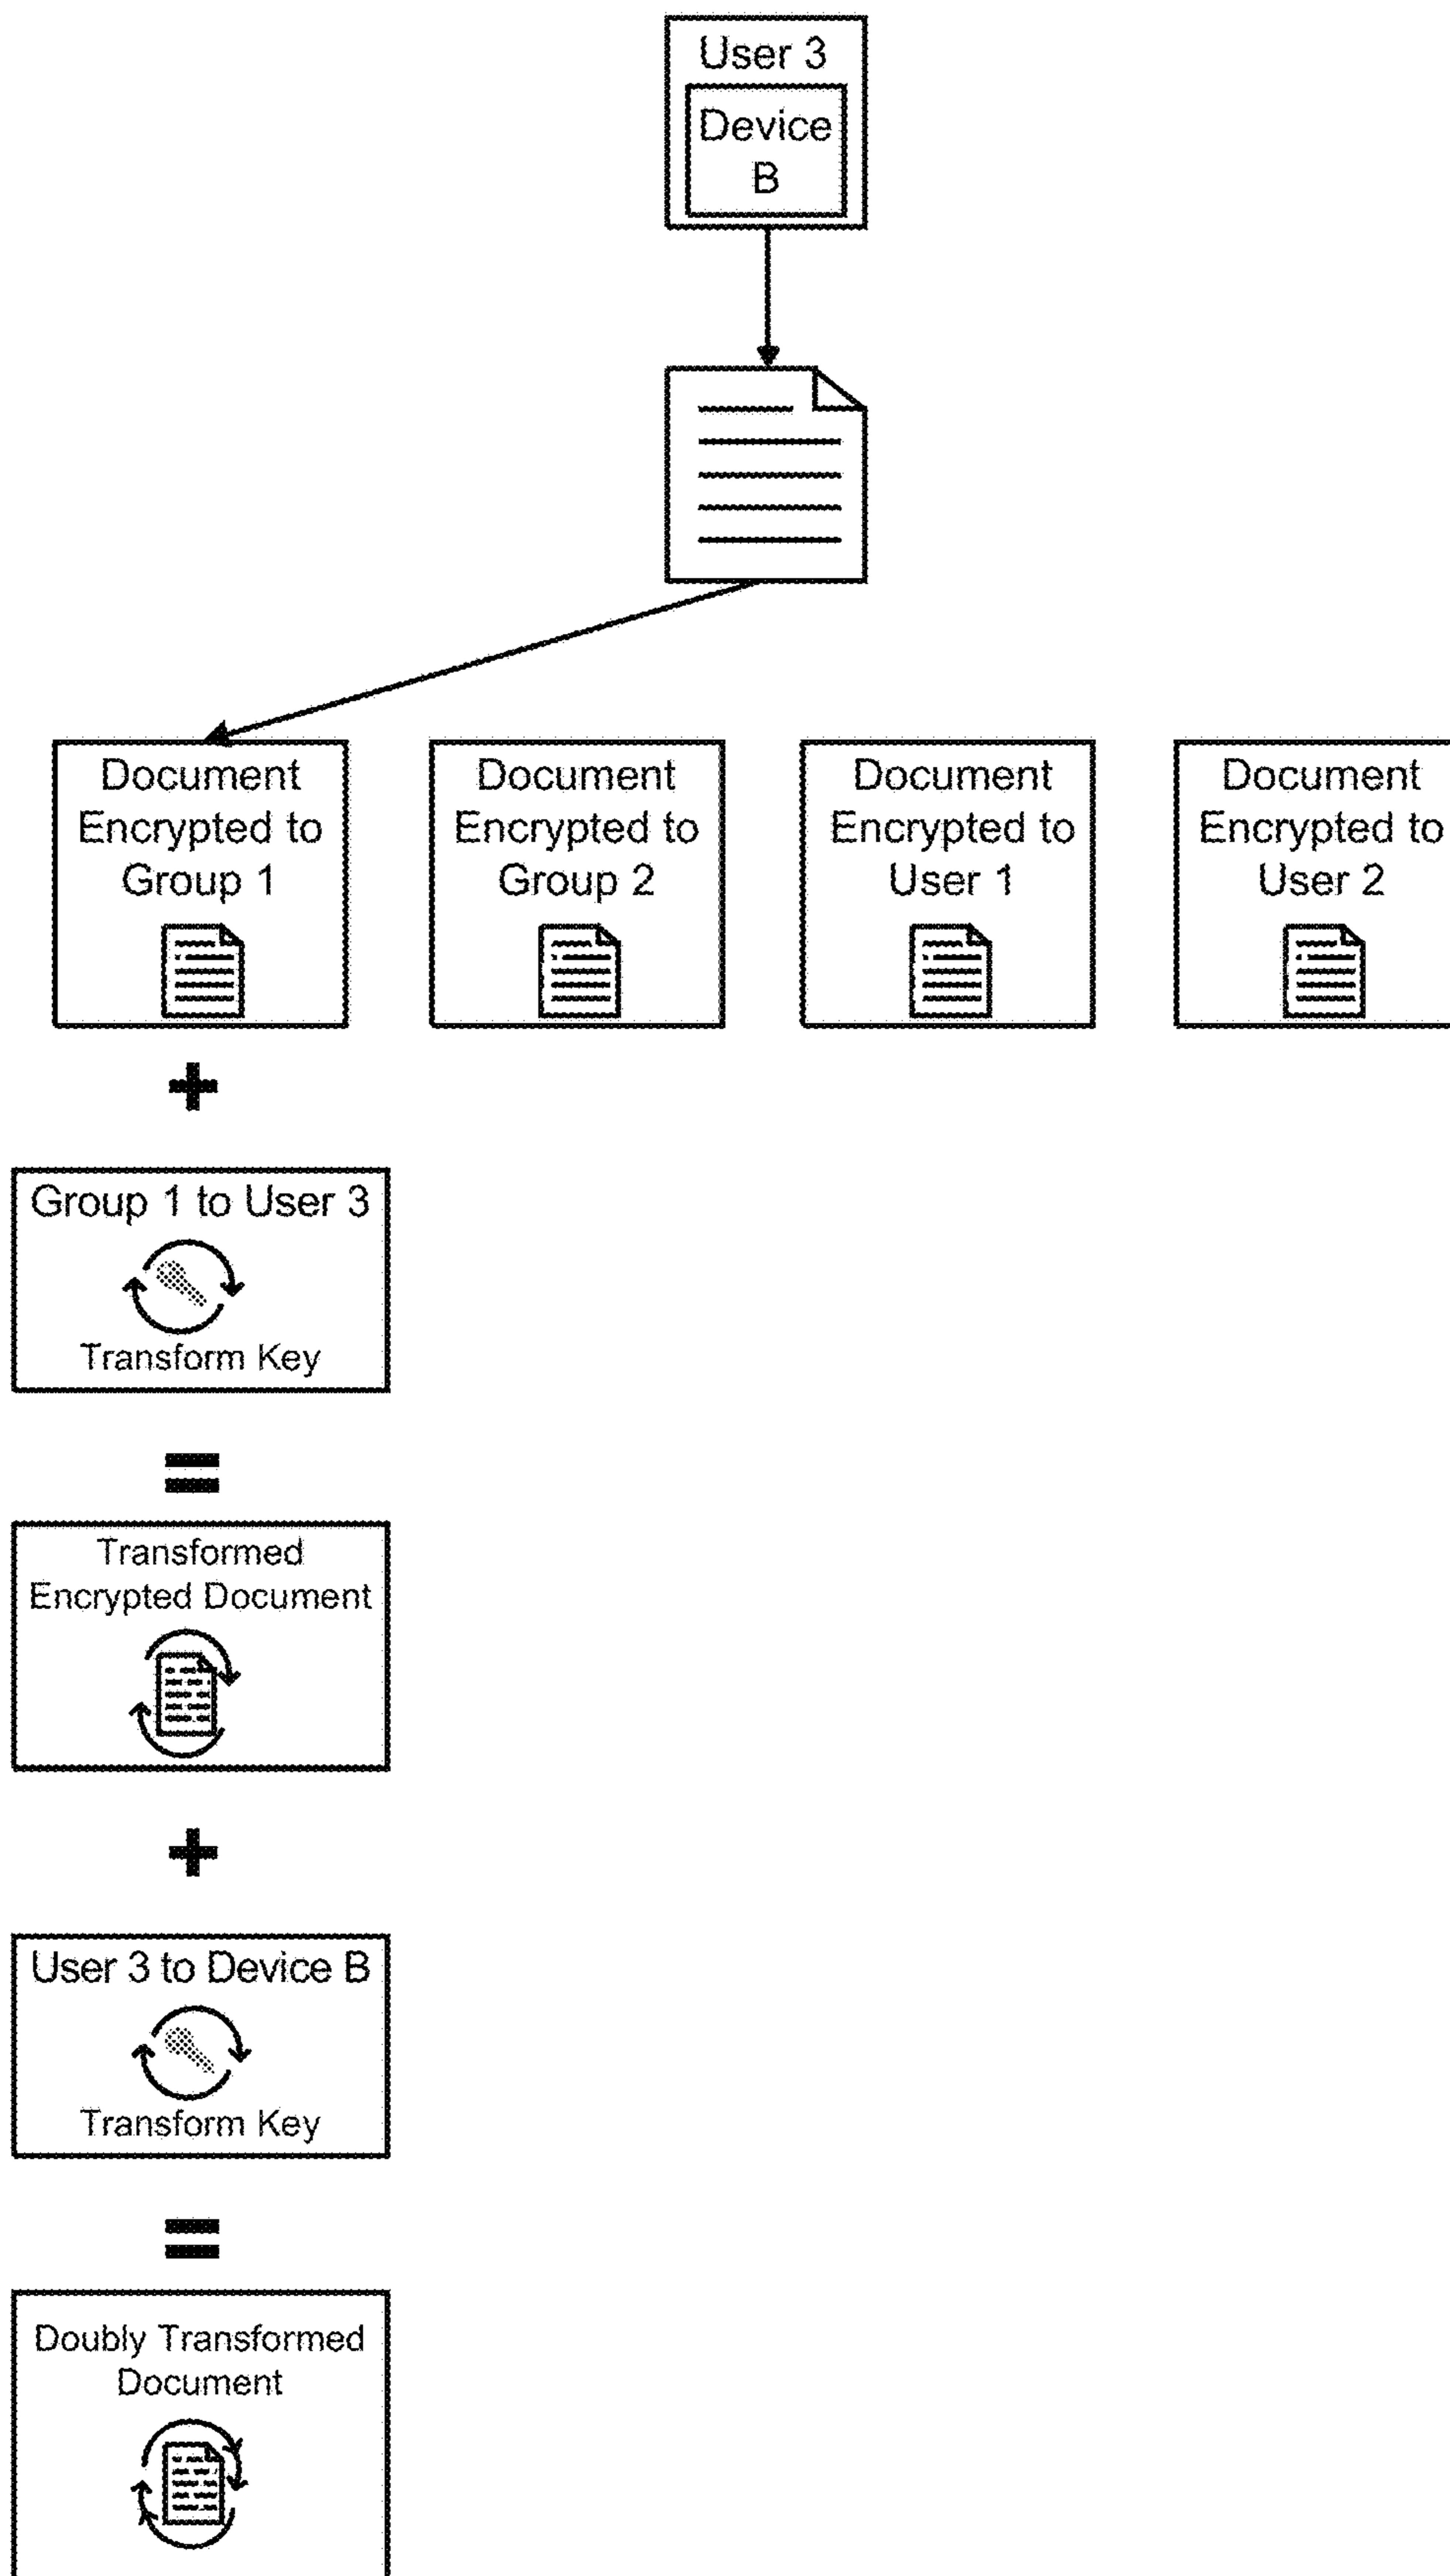 User 3
Device
B
Document
Encrypted to
Group 1
Document
Encrypted to
Group 2
Document
Encrypted to
User 1
Document
Encrypted to
User 2
+
Group 1 to User 3
Transform Key
=
Transformed
Encrypted Document
+
User 3 to Device B
Transform Key
=
Doubly Transformed
Document